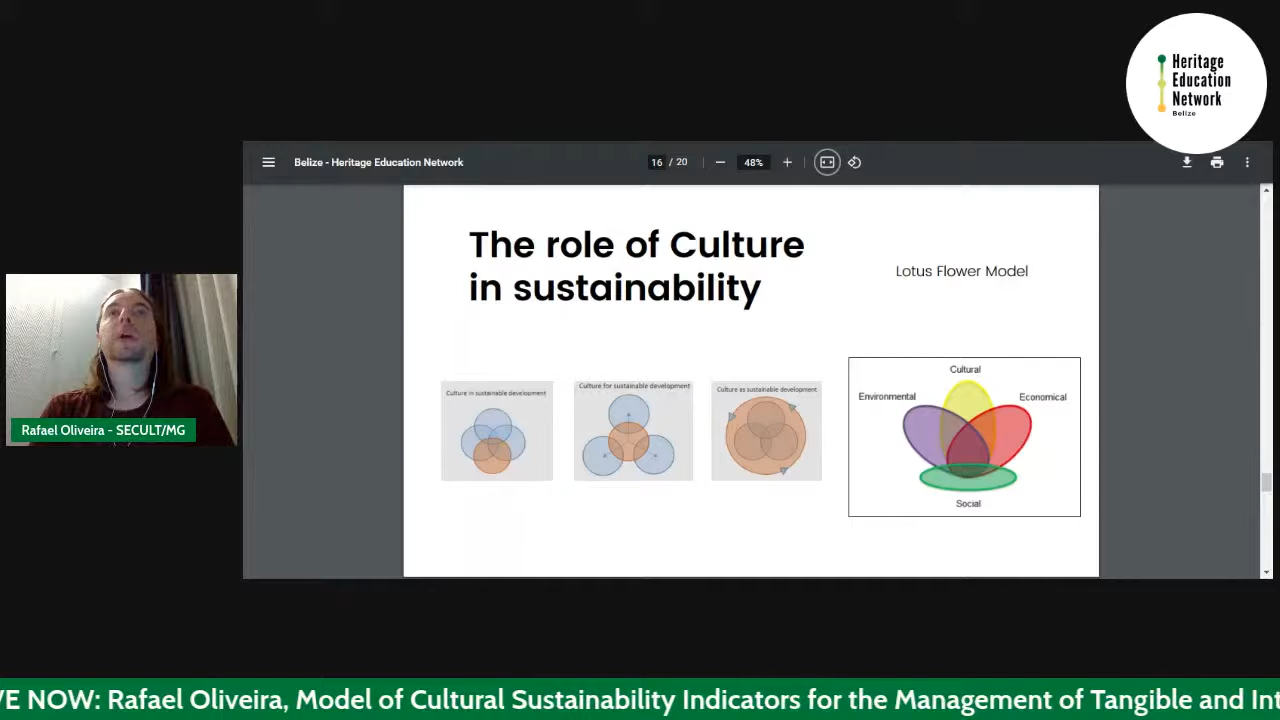 Heritage
Education
Network
Belize
Belize - Heritage Education Network
16 / 20
48%
The role of Culture
in sustainability
Lotus Flower Model
Culture in sustainable development
Culture for sustainable development
Culture as sustainable development
Cultural
Environmental
Economical
Social
Rafael Oliveira - SECULT/MG
VE NOW: Rafael Oliveira, Model of Cultural Sustainability Indicators for the Management of Tangible and Int